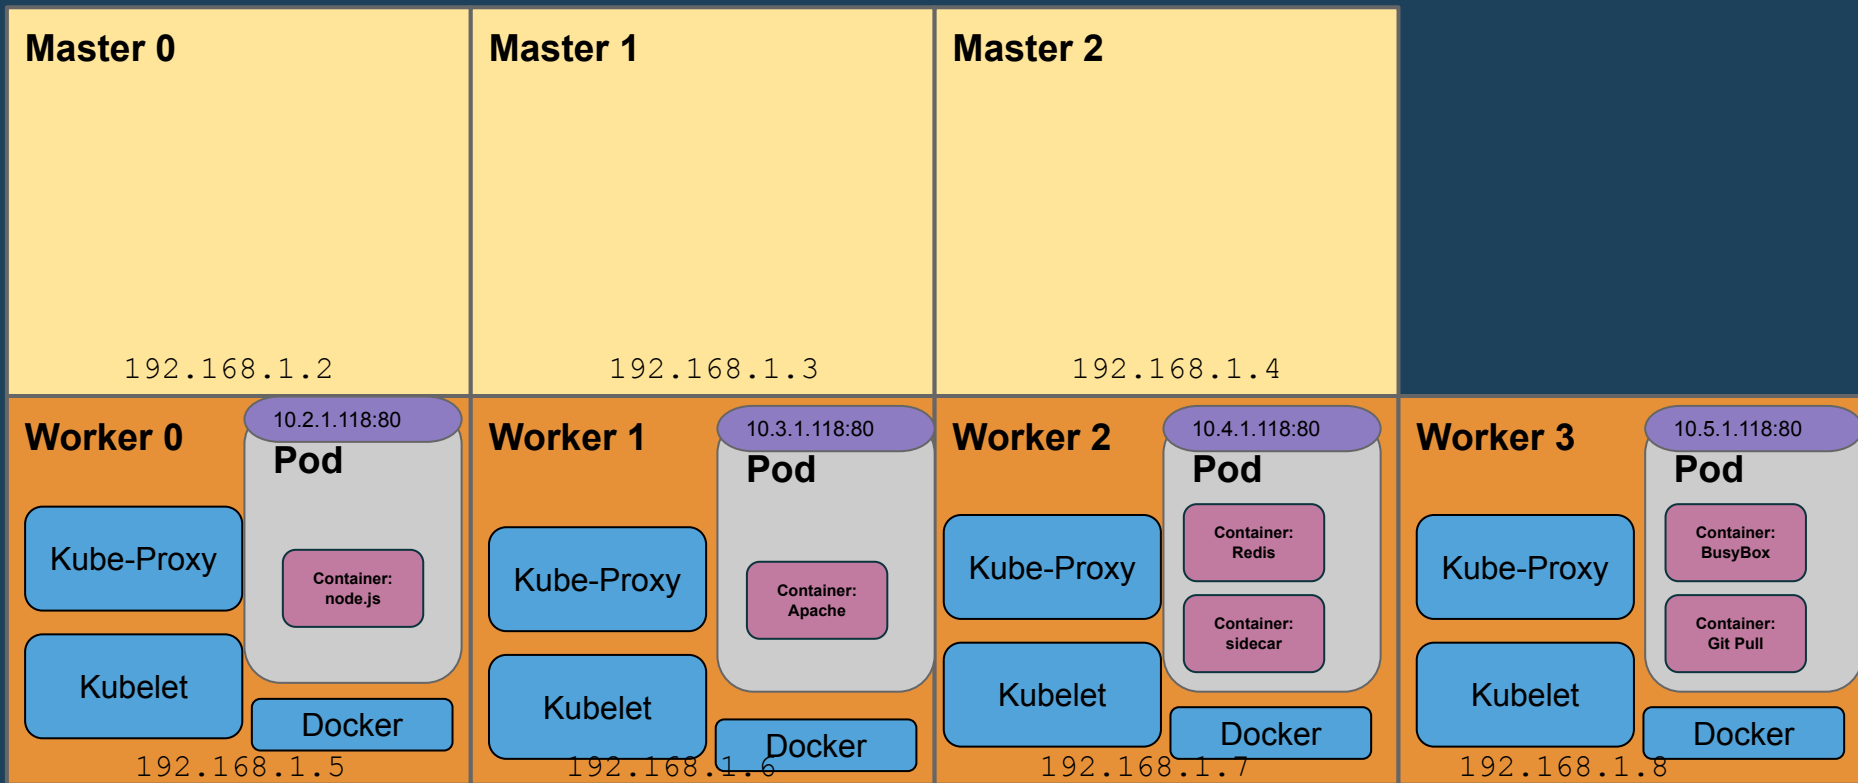 Master 0
192.168.1.2
Master 1
192.168.1.3
Master 2
192.168.1.4
Worker 0
10.2.1.118:80
Pod
Container:
node.js
Kube-Proxy
Kubelet
Docker
192.168.1.5
Worker 1
10.3.1.118:80
Pod
Container:
Apache
Kube-Proxy
Kubelet
Docker
192.168.1.6
Worker 2
10.4.1.118:80
Pod
Container:
Redis
Container:
sidecar
Kube-Proxy
Kubelet
Docker
192.168.1.7
Worker 3
10.5.1.118:80
Pod
Container:
BusyBox
Container:
Git Pull
Kube-Proxy
Kubelet
Docker
192.168.1.8